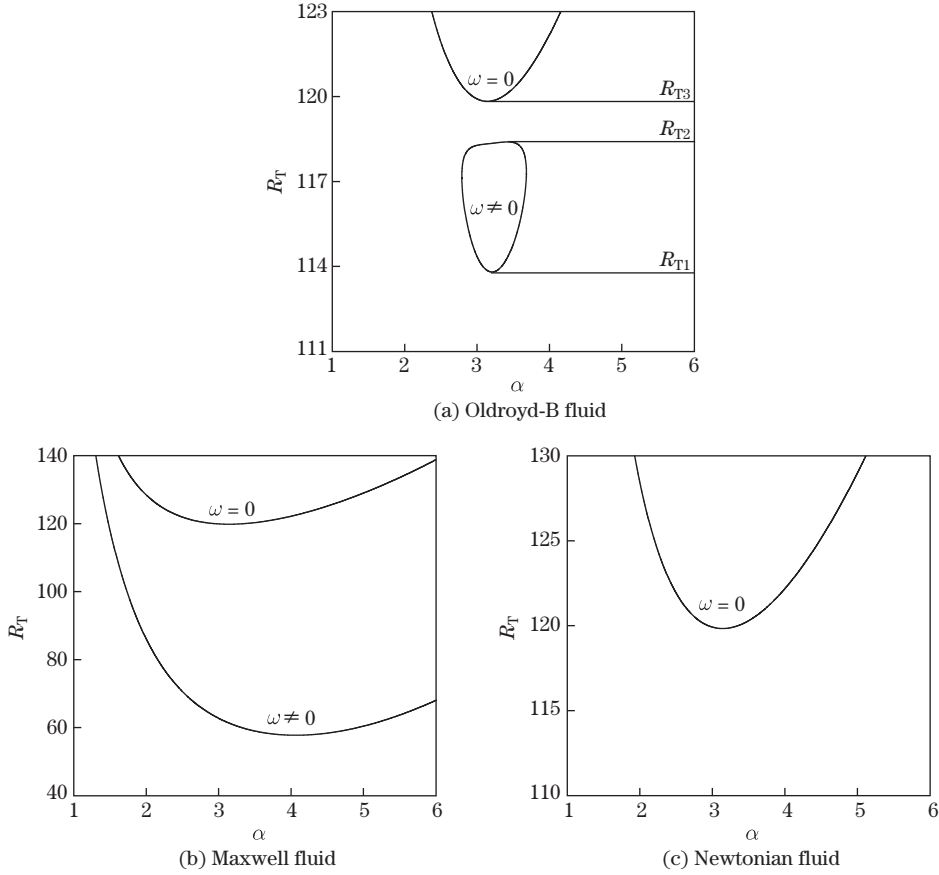 123
120
117
114
111
R_T
ω = 0
R_T3
R_T2
ω ≠ 0
R_T1
1 2 3 4 5 6
α
(a) Oldroyd-B fluid
140
120
100
80
60
40
R_T
ω = 0
ω ≠ 0
1 2 3 4 5 6
α
(b) Maxwell fluid
130
125
120
115
110
R_T
ω = 0
1 2 3 4 5 6
α
(c) Newtonian fluid